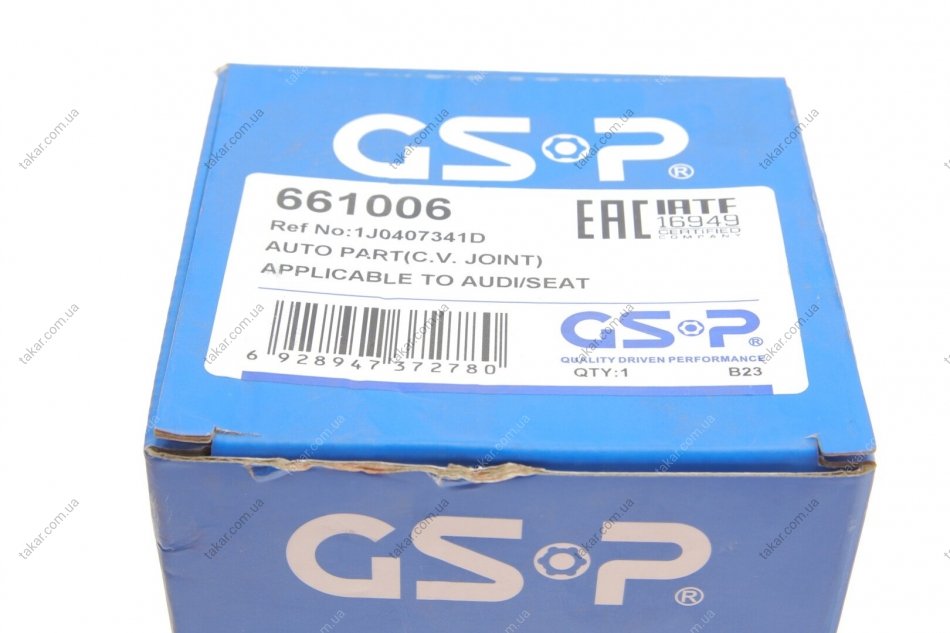 GSP®
661006
Ref No:1J0407341D
AUTO PART(C.V. JOINT)
APPLICABLE TO AUDI/SEAT
EAC
IATF
16949
CERTIFIED
COMPANY
6 928947 372780
GSP®
QUALITY DRIVEN PERFORMANCE
QTY:1 B23
GSP®
takar.com.ua